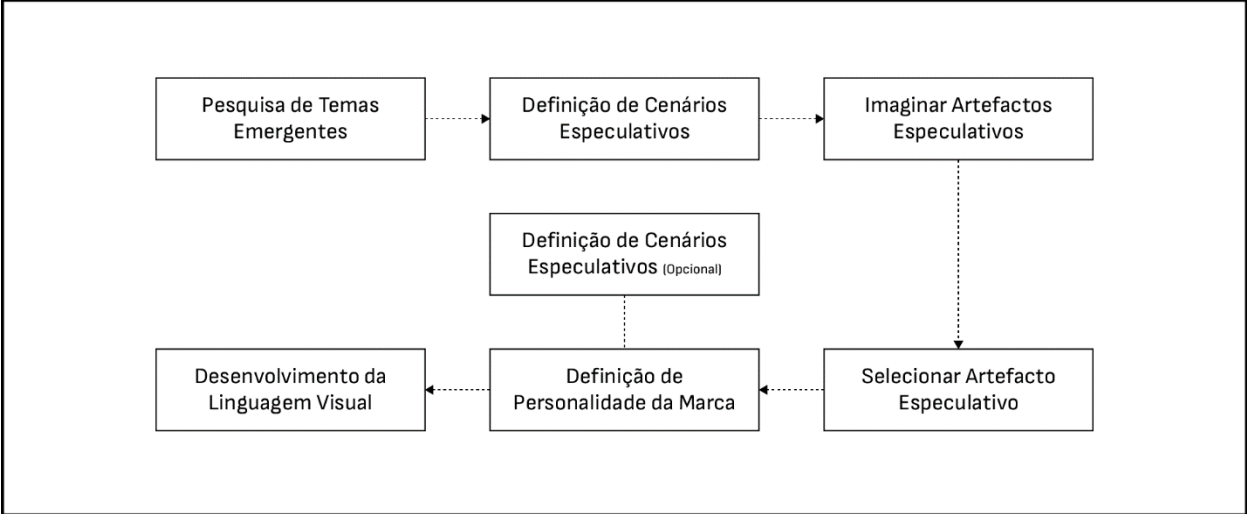 Pesquisa de Temas
Emergentes
Definição de Cenários
Especulativos
Imaginar Artefactos
Especulativos
Definição de Cenários
Especulativos (Opcional)
Desenvolvimento da
Linguagem Visual
Definição de
Personalidade da Marca
Selecionar Artefacto
Especulativo